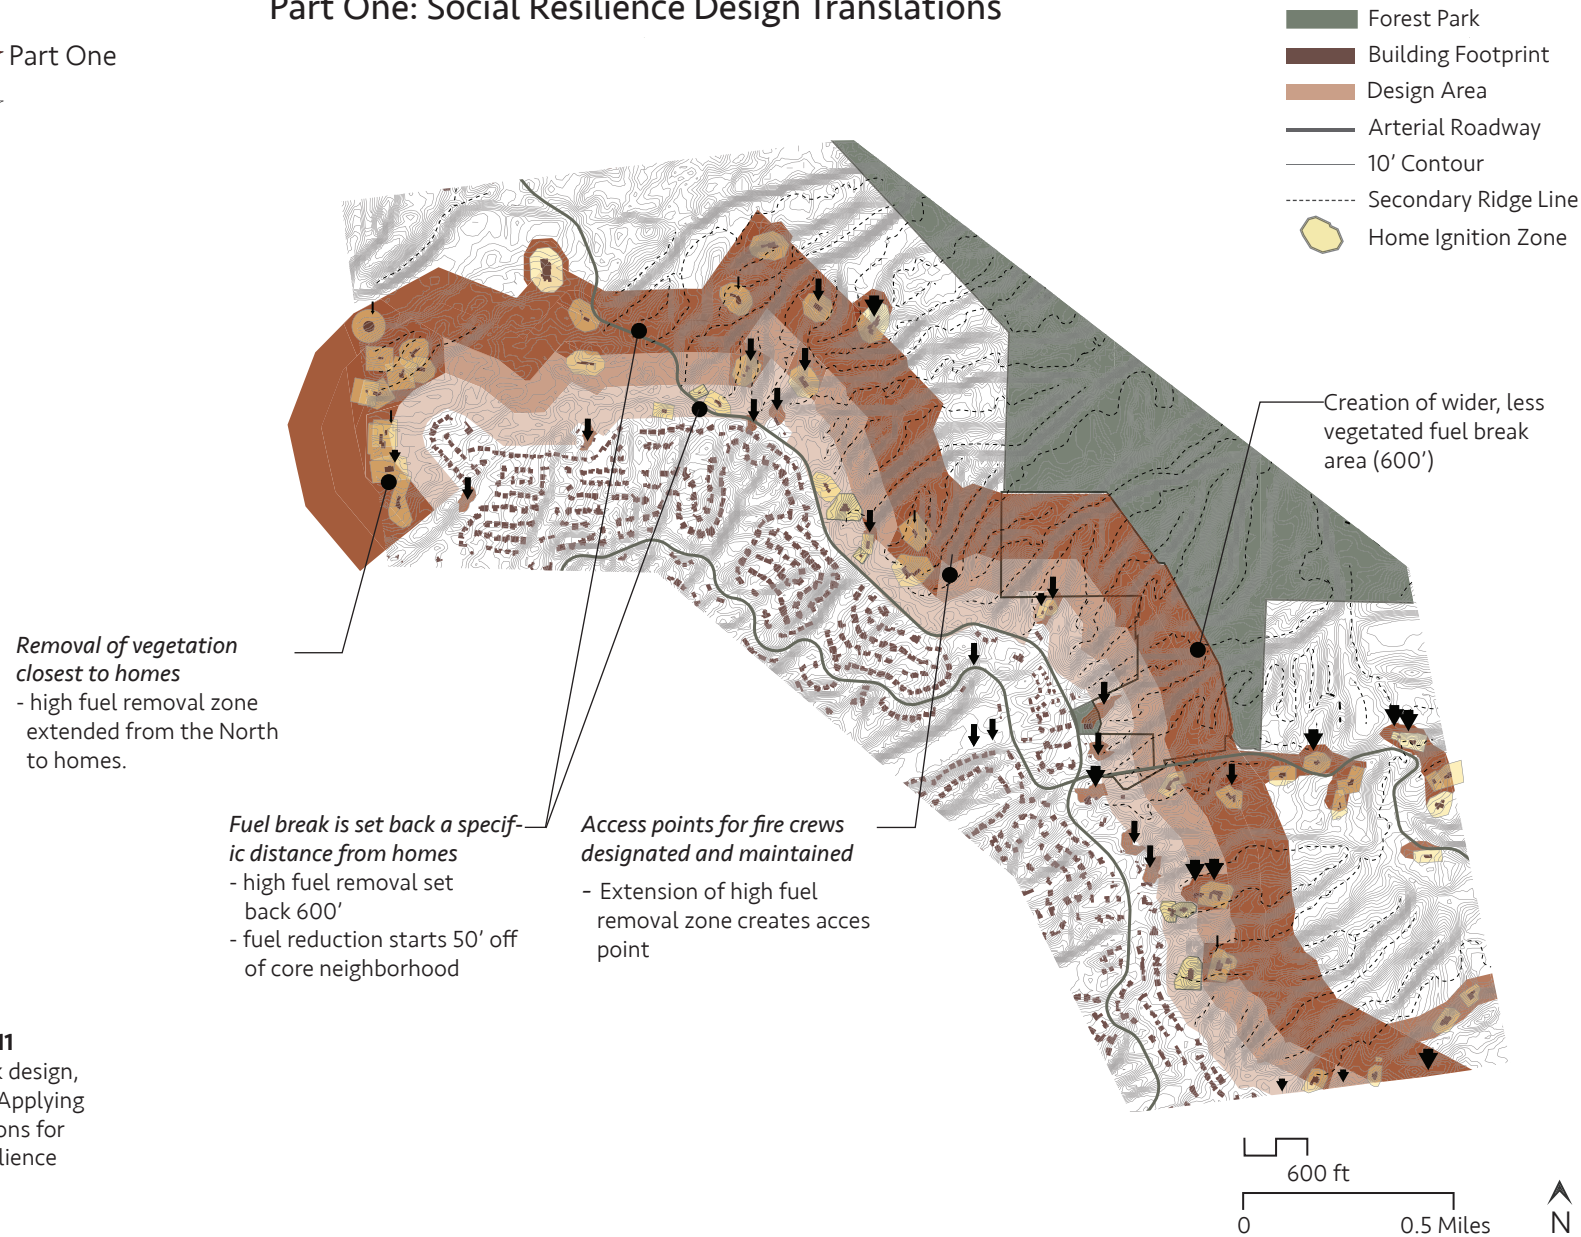 Part One: Social Resilience Design Translations
Part One
Forest Park
Building Footprint
Design Area
Arterial Roadway
10’ Contour
Secondary Ridge Line
Home Ignition Zone
Creation of wider, less
vegetated fuel break
area (600’)
Removal of vegetation
closest to homes
- high fuel removal zone
extended from the North
to homes.
Fuel break is set back a specif-
ic distance from homes
- high fuel removal set
back 600’
- fuel reduction starts 50’ off
of core neighborhood
Access points for fire crews
designated and maintained
- Extension of high fuel
removal zone creates acces
point
design,
Applying
ons for
lience
600 ft
0
0.5 Miles
N